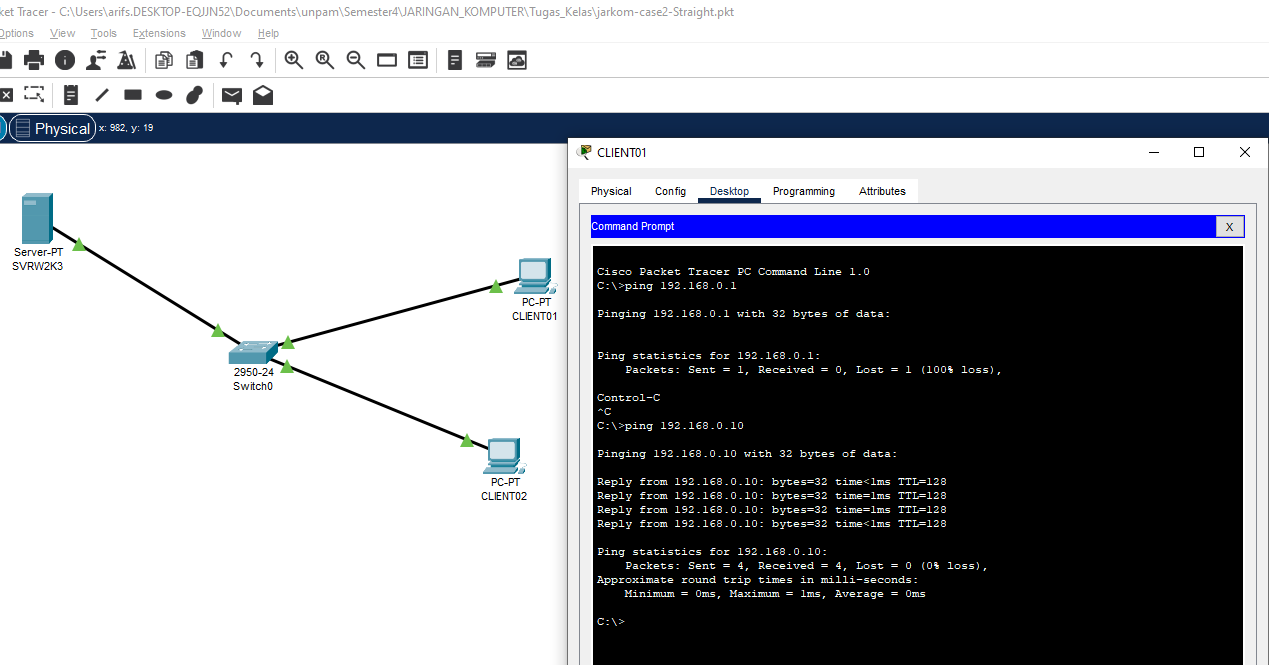 ket Tracer - C:\Users\arifs.DESKTOP-EQJJN52\Documents\unpam\Semester4\JARINGAN_KOMPUTER\Tugas_Kelas\jarkom-case2-Straight.pkt
Options View Tools Extensions Window Help
Physical x: 982, y: 19
Server-PT
SVRW2K3
PC-PT
CLIENT01
2950-24
Switch0
PC-PT
CLIENT02
CLIENT01
Physical Config Desktop Programming Attributes
Command Prompt X
Cisco Packet Tracer PC Command Line 1.0
C:\>ping 192.168.0.1
Pinging 192.168.0.1 with 32 bytes of data:
Ping statistics for 192.168.0.1:
Packets: Sent = 1, Received = 0, Lost = 1 (100% loss),
Control-C
^C
C:\>ping 192.168.0.10
Pinging 192.168.0.10 with 32 bytes of data:
Reply from 192.168.0.10: bytes=32 time<1ms TTL=128
Reply from 192.168.0.10: bytes=32 time=1ms TTL=128
Reply from 192.168.0.10: bytes=32 time=1ms TTL=128
Reply from 192.168.0.10: bytes=32 time<1ms TTL=128
Ping statistics for 192.168.0.10:
Packets: Sent = 4, Received = 4, Lost = 0 (0% loss),
Approximate round trip times in milli-seconds:
Minimum = 0ms, Maximum = 1ms, Average = 0ms
C:\>